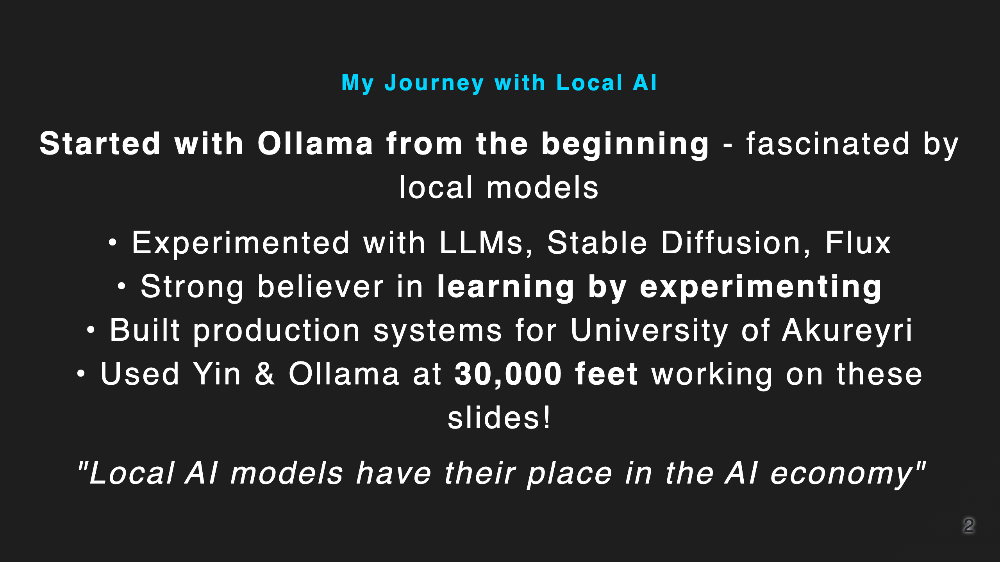 My Journey with Local AI
Started with Ollama from the beginning - fascinated by
local models
• Experimented with LLMs, Stable Diffusion, Flux
• Strong believer in learning by experimenting
• Built production systems for University of Akureyri
• Used Yin & Ollama at 30,000 feet working on these
slides!
"Local AI models have their place in the AI economy"
2